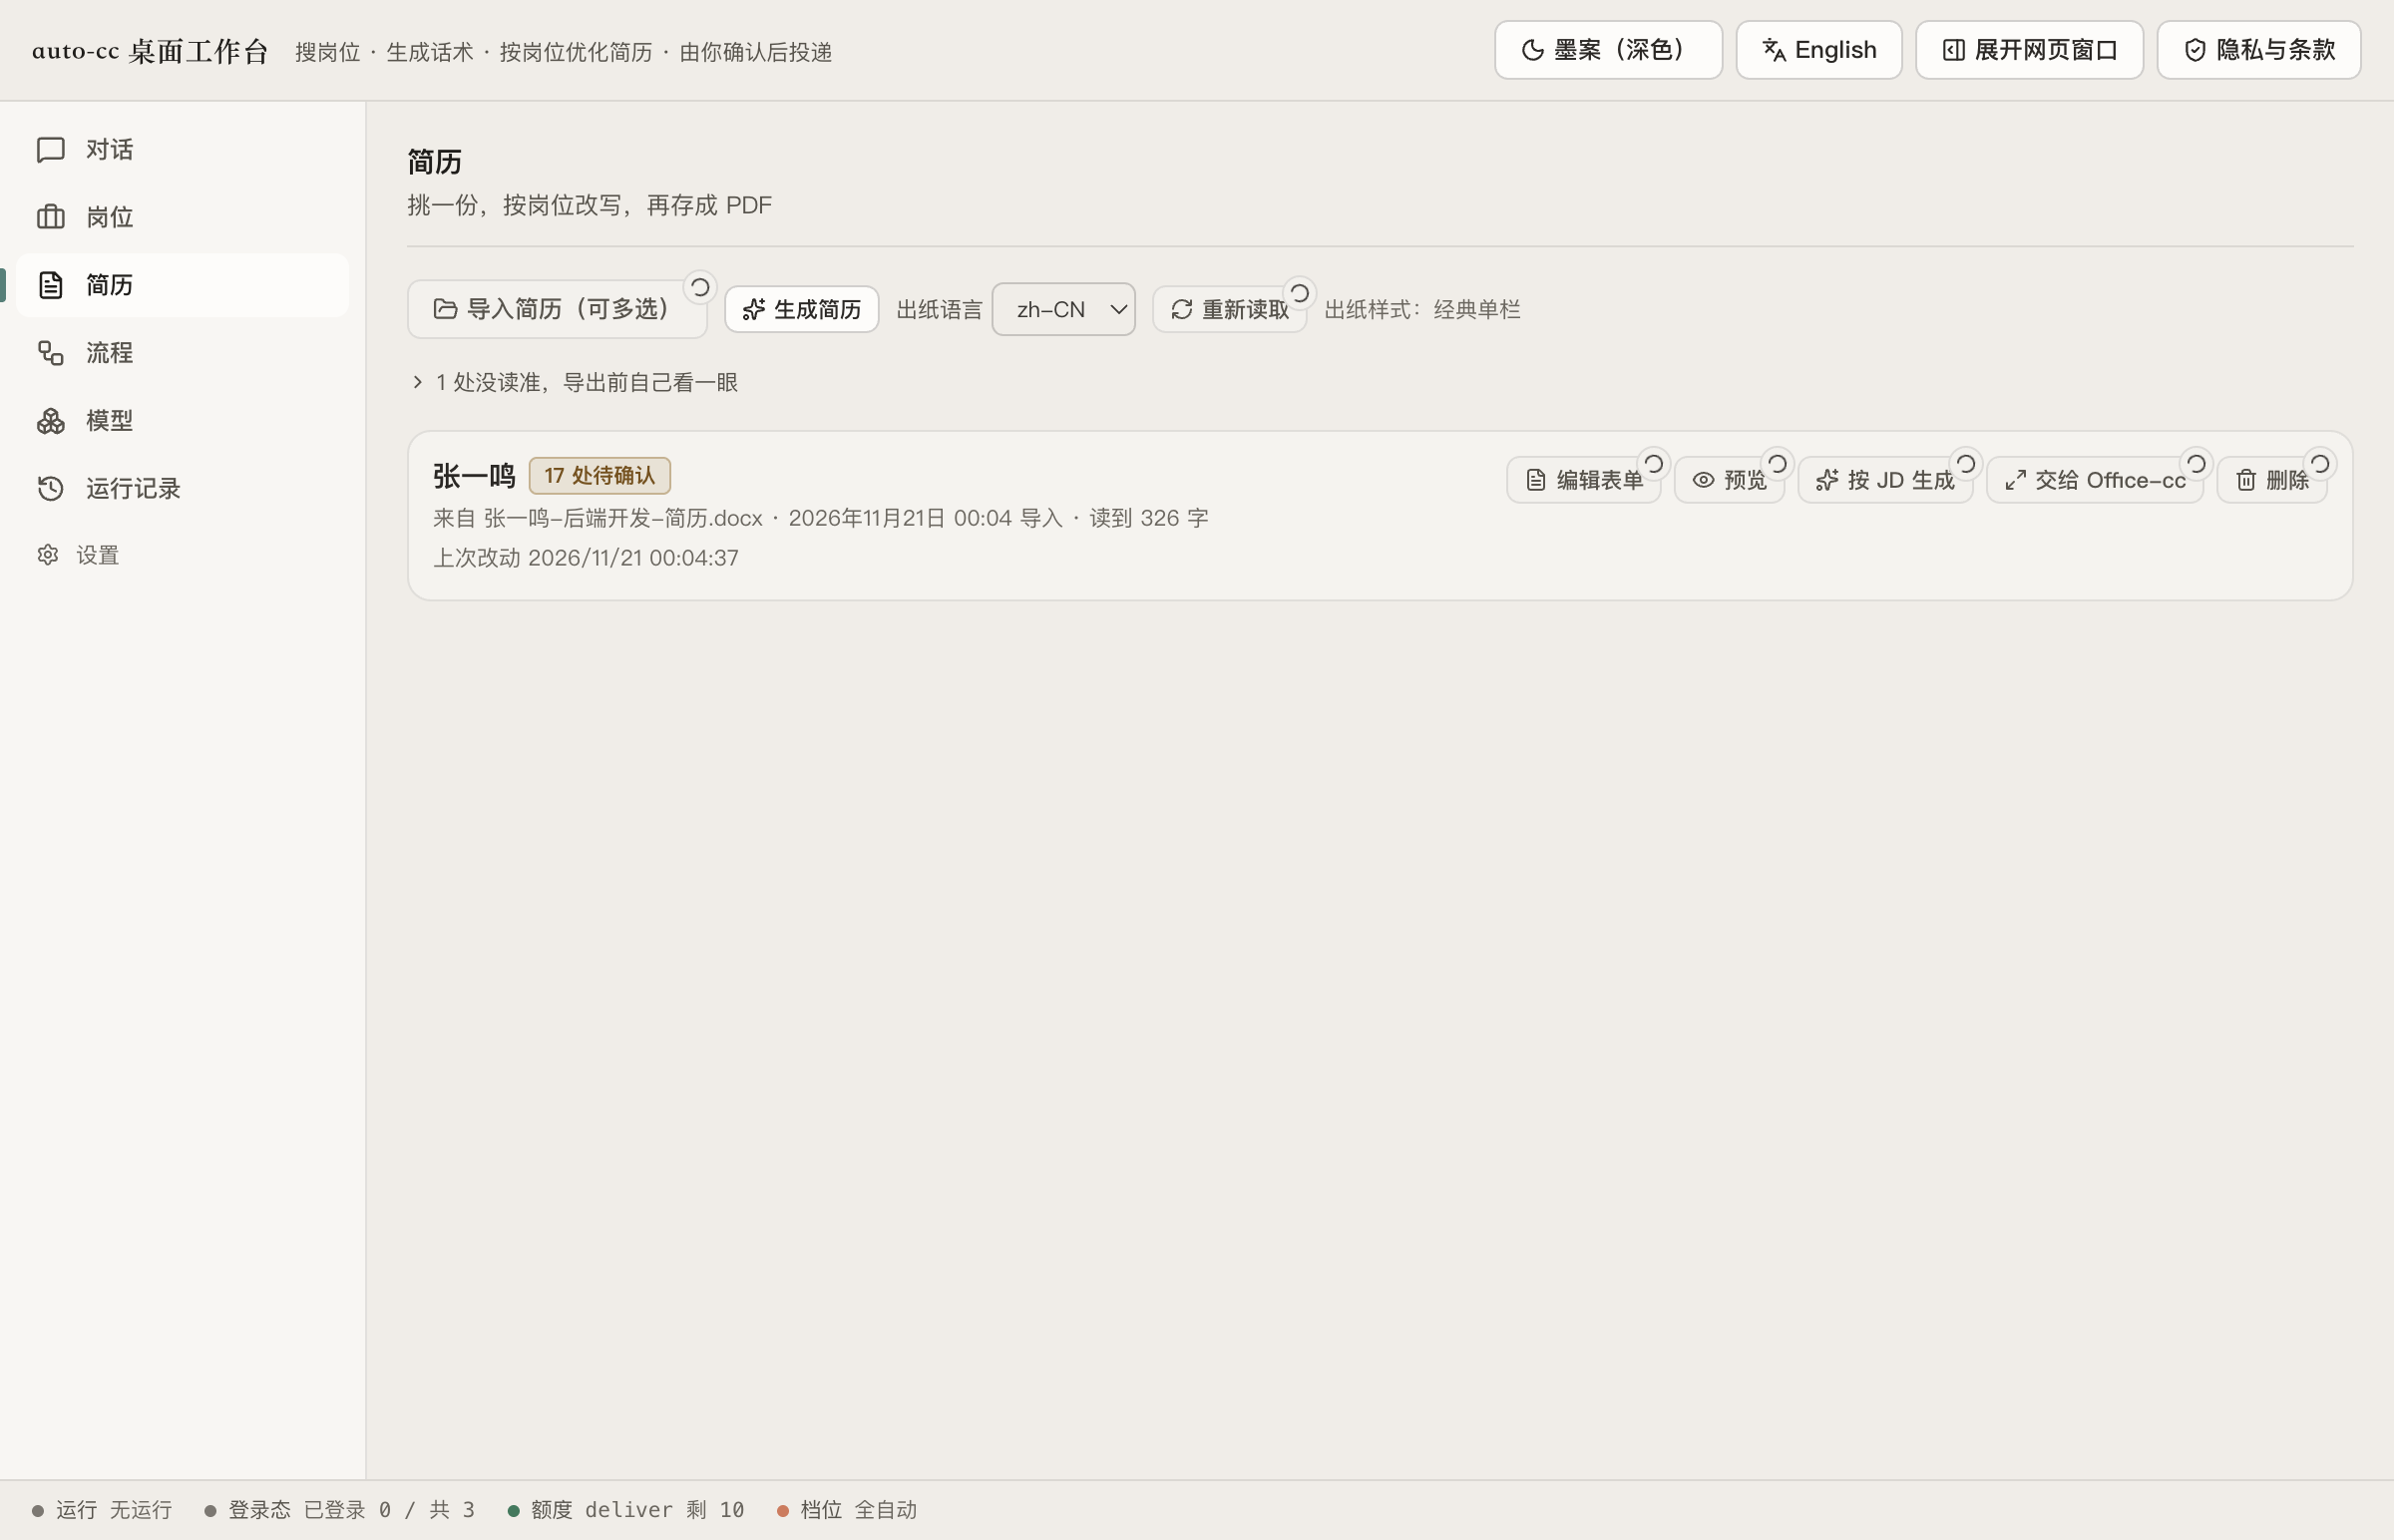 auto-cc 桌面工作台 搜岗位 · 生成话术 · 按岗位优化简历 · 由你确认后投递 墨案（深色） English 展开网页窗口 隐私与条款
对话
岗位
简历
流程
模型
运行记录
设置
简历
挑一份，按岗位改写，再存成 PDF
导入简历（可多选） 生成简历 出纸语言 zh-CN 重新读取 出纸样式：经典单栏
1 处没读准，导出前自己看一眼
张一鸣 17 处待确认 编辑表单 预览 按 JD 生成 交给 Office-cc 删除
来自 张一鸣-后端开发-简历.docx · 2026年11月21日 00:04 导入 · 读到 326 字
上次改动 2026/11/21 00:04:37
运行 无运行 登录态 已登录 0 / 共 3 额度 deliver 剩 10 档位 全自动